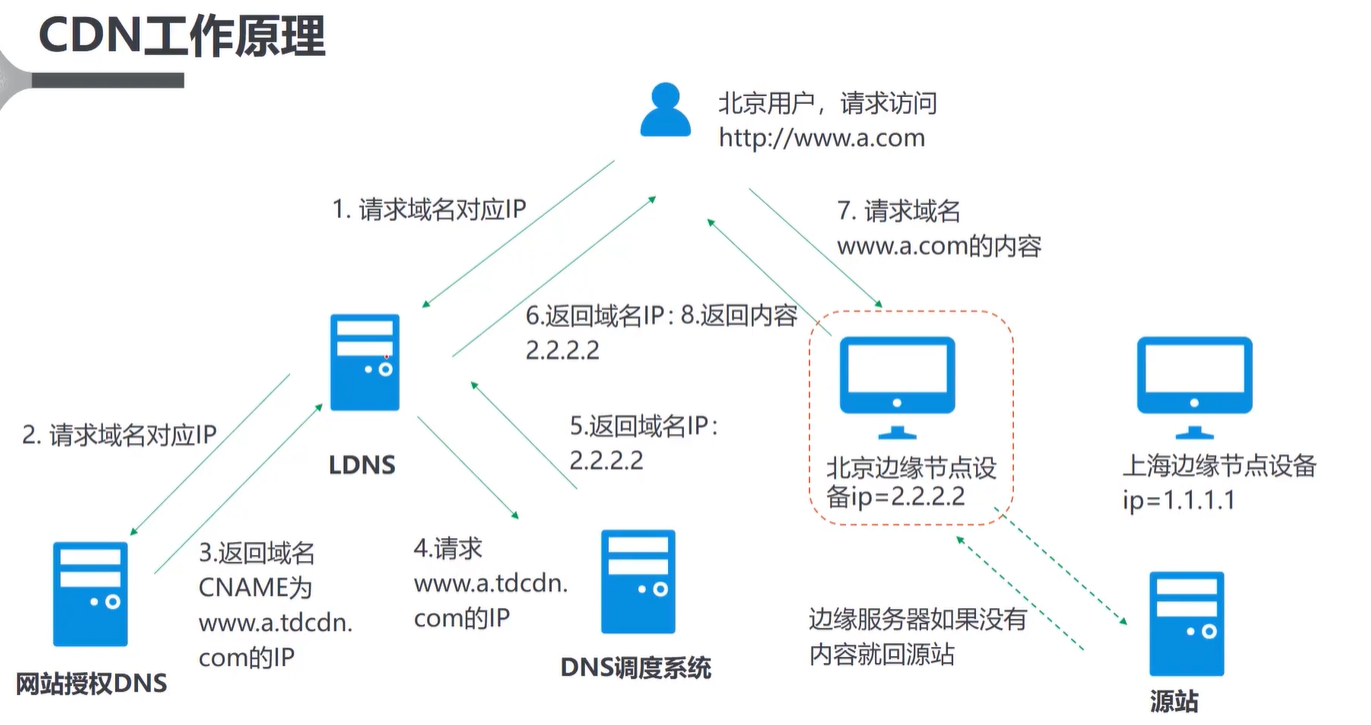 CDN工作原理
北京用户，请求访问
http://www.a.com
1. 请求域名对应IP
7. 请求域名
www.a.com的内容
6.返回域名IP:
2.2.2.2
8.返回内容
2. 请求域名对应IP
LDNS
5.返回域名IP：
2.2.2.2
北京边缘节点设
备ip=2.2.2.2
上海边缘节点设备
ip=1.1.1.1
3.返回域名
CNAME为
www.a.tdcdn.
com的IP
4.请求
www.a.tdcdn.
com的IP
边缘服务器如果没有
内容就回源站
网站授权DNS
DNS调度系统
源站